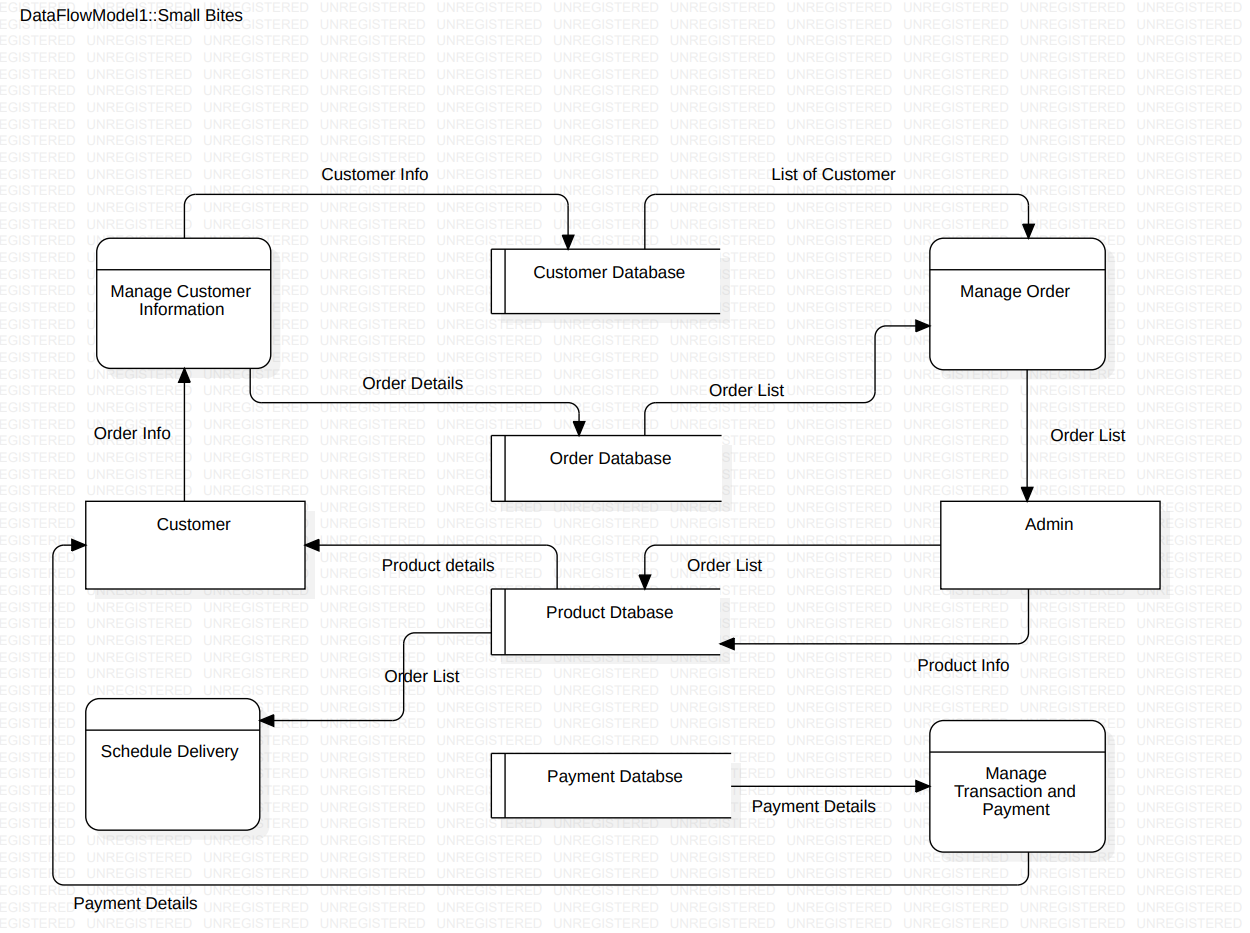 DataFlowModel1::Small Bites
Customer Info
List of Customer
Manage Customer
Information
Customer Database
Manage Order
Order Details
Order List
Order Info
Order List
Order Database
Customer
Admin
Product details
Order List
Product Dtabase
Product Info
Order List
Schedule Delivery
Payment Databse
Manage
Transaction and
Payment
Payment Details
Payment Details
UNREGISTERED